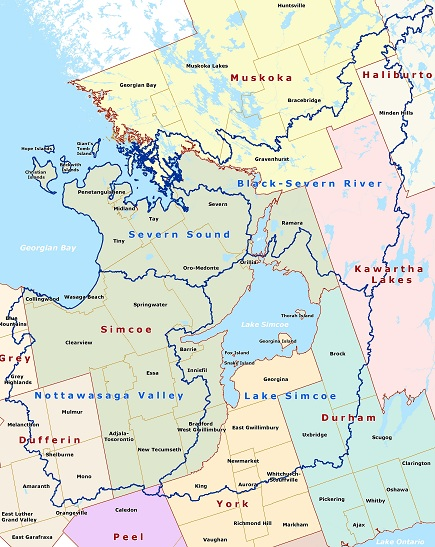 Huntsville
Muskoka Lakes
Muskoka
Haliburto
Georgian Bay
Bracebridge
Minden Hills
Giant's
Tomb
Island
Hope Islands
Beckwith
Islands
Christian
Islands
Gravenhurst
Black-Severn River
Penetanguishene
Midland
Severn
Tay
Ramara
Severn Sound
Tiny
Georgian Bay
Orillia
Oro-Medonte
Kawartha
Lakes
Collingwood
Wasaga Beach
Springwater
Thorah Island
Blue
Mountains
Simcoe
Lake Simcoe
Clearview
Georgina Island
Barrie
Fox Island
Brock
Grey
Snake Island
Essa
Innisfil
Grey
Highlands
Georgina
Nottawasaga Valley
Lake Simcoe
Mulmur
Durham
Melancthon
Bradford
West Gwillimbury
East Gwillimbury
Adjala-
Tosorontio
Uxbridge
Scugog
Dufferin
Shelburne
New Tecumseth
Newmarket
Clarington
Mono
Whitchurch-
Stouffville
Amaranth
King
Aurora
Oshawa
Pickering
Whitby
York
East Luther
Grand Valley
Orangeville
Caledon
Richmond Hill
Markham
Ajax
East Garafraxa
Peel
Vaughan
Lake Ontario